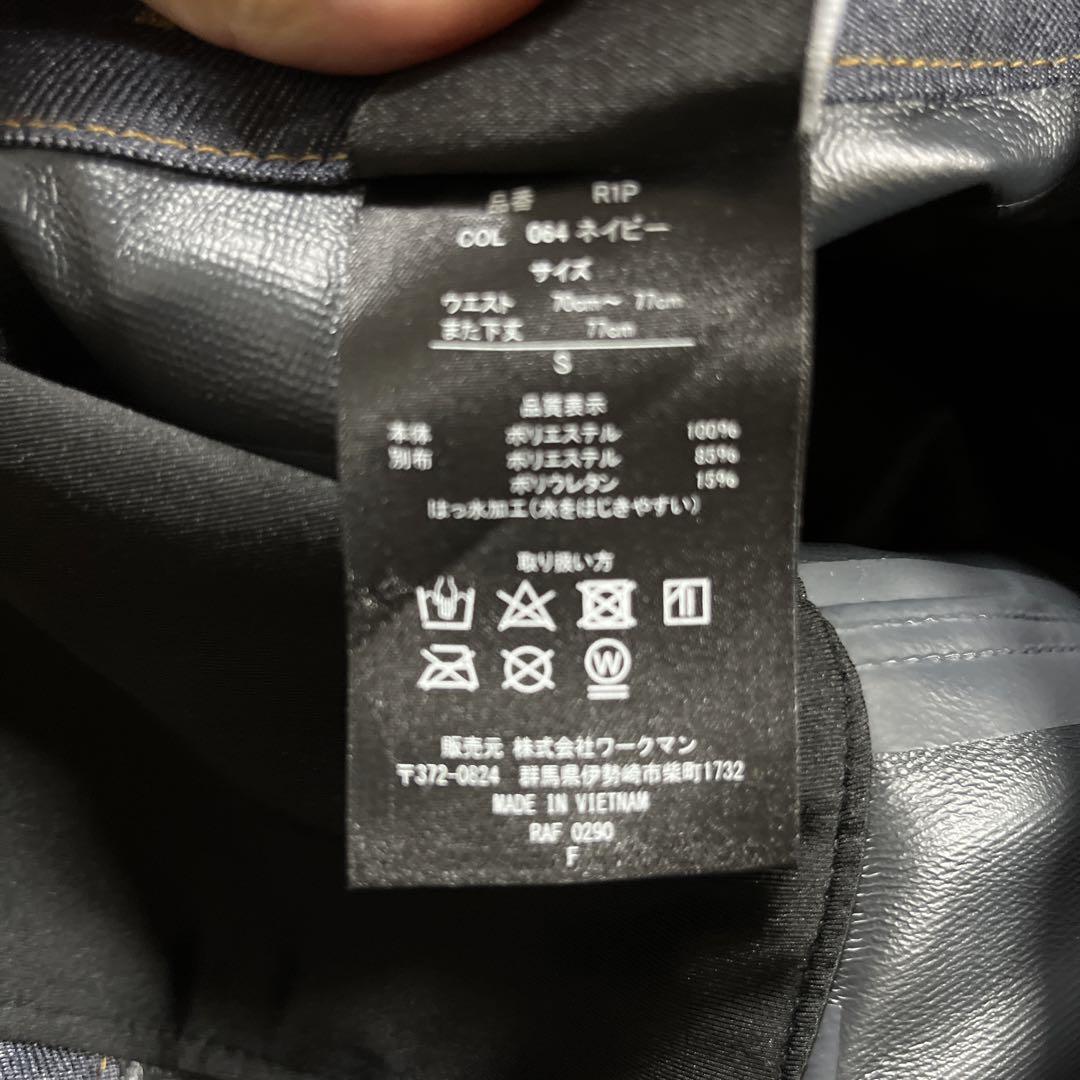 品番 R1P
COL 064 ネイビー
サイズ
ウエスト 70cm～ 77cm
また下丈 77cm
S
品質表示
本体 ポリエステル 100%
別布 ポリエステル 85%
ポリウレタン 15%
はっ水加工(水をはじきやすい)
取り扱い方
W
販売元 株式会社ワークマン
〒372-0824 群馬県伊勢崎市柴町1732
MADE IN VIETNAM
RAF 0290
F